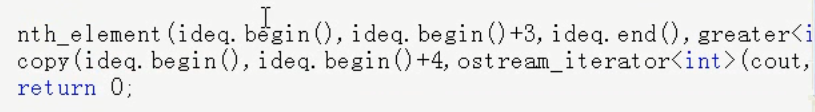 nth_element(ideq.begin(), ideq.begin()+3, ideq.end(), greater<i
copy(ideq.begin(), ideq.begin()+4, ostream_iterator<int>(cout,
return 0;